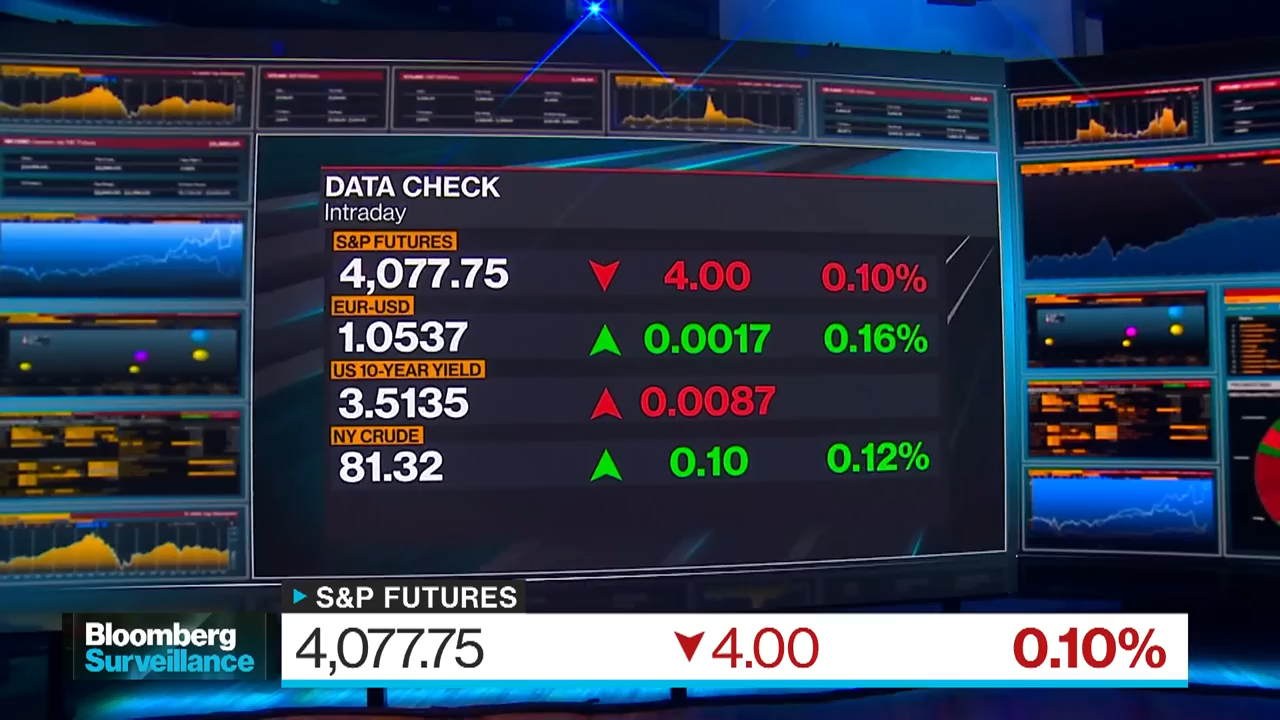 DATA CHECK
Intraday
S&P FUTURES
4,077.75 ▼ 4.00 0.10%
EUR-USD
1.0537 ▲ 0.0017 0.16%
US 10-YEAR YIELD
3.5135 ▲ 0.0087
NY CRUDE
81.32 ▲ 0.10 0.12%
▶ S&P FUTURES
Bloomberg
Surveillance
4,077.75 ▼4.00 0.10%